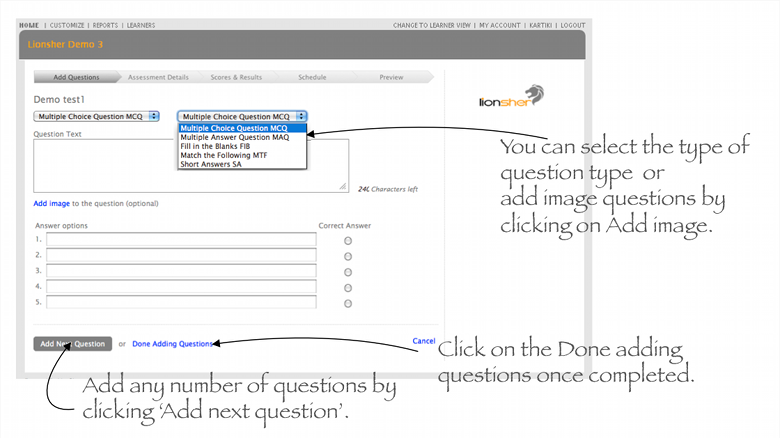 HOME | CUSTOMIZE | REPORTS | LEARNERS
CHANGE TO LEARNER VIEW | MY ACCOUNT | KARTIKI | LOGOUT
Lionsher Demo 3
Add Questions
Assessment Details
Scores & Results
Schedule
Preview
lionsher
Demo test1
Multiple Choice Question MCQ
Multiple Choice Question MCQ
Multiple Choice Question MCQ
Multiple Answer Question MAQ
Fill in the Blanks FIB
Match the Following MTF
Short Answers SA
Question Text
Characters left
Add image to the question (optional)
You can select the type of
question type or
add image questions by
clicking on Add image.
Answer options
Correct Answer
1.
2.
3.
4.
5.
Add Next Question or Done Adding Questions
Cancel
Click on the Done adding
questions once completed.
Add any number of questions by
clicking ‘Add next question’.